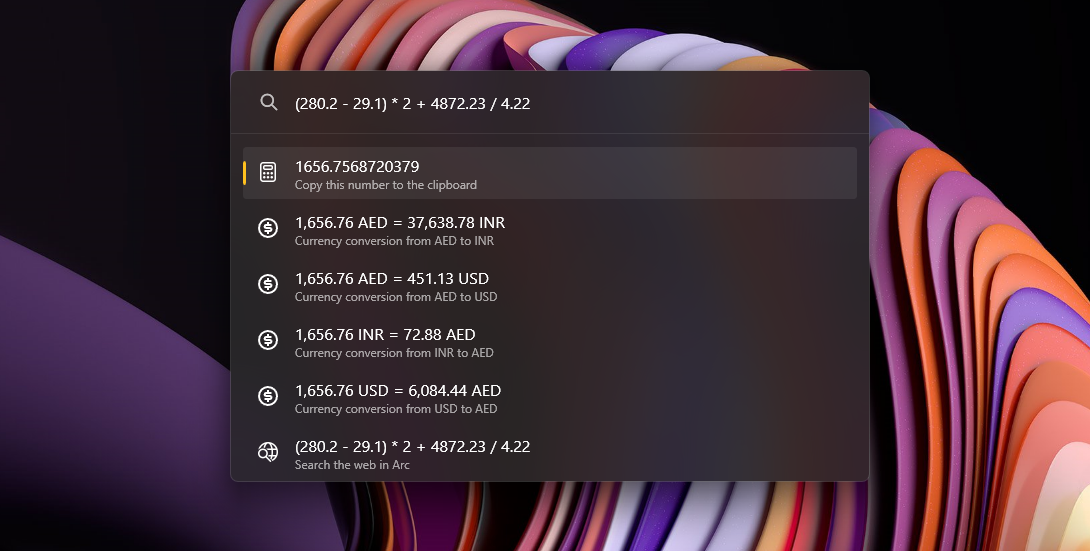 (280.2 - 29.1) * 2 + 4872.23 / 4.22
1656.7568720379
Copy this number to the clipboard
1,656.76 AED = 37,638.78 INR
Currency conversion from AED to INR
1,656.76 AED = 451.13 USD
Currency conversion from AED to USD
1,656.76 INR = 72.88 AED
Currency conversion from INR to AED
1,656.76 USD = 6,084.44 AED
Currency conversion from USD to AED
(280.2 - 29.1) * 2 + 4872.23 / 4.22
Search the web in Arc